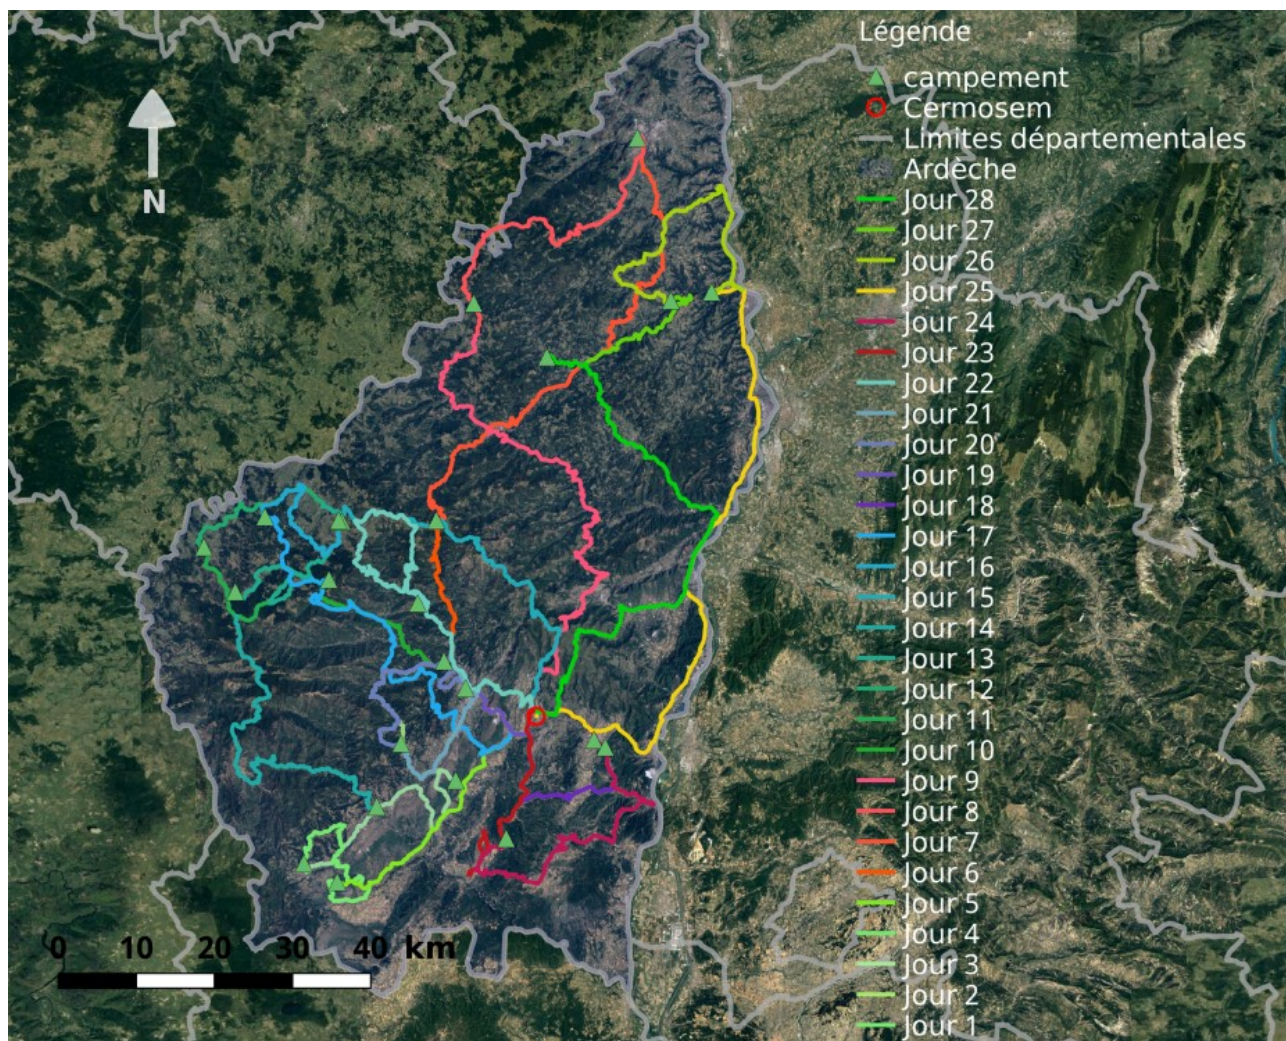 Légende
campement
Cermosem
Limites départementales
Ardèche
Jour 28
Jour 27
Jour 26
Jour 25
Jour 24
Jour 23
Jour 22
Jour 21
Jour 20
Jour 19
Jour 18
Jour 17
Jour 16
Jour 15
Jour 14
Jour 13
Jour 12
Jour 11
Jour 10
Jour 9
Jour 8
Jour 7
Jour 6
Jour 5
Jour 4
Jour 3
Jour 2
Jour 1
N
0 10 20 30 40 km